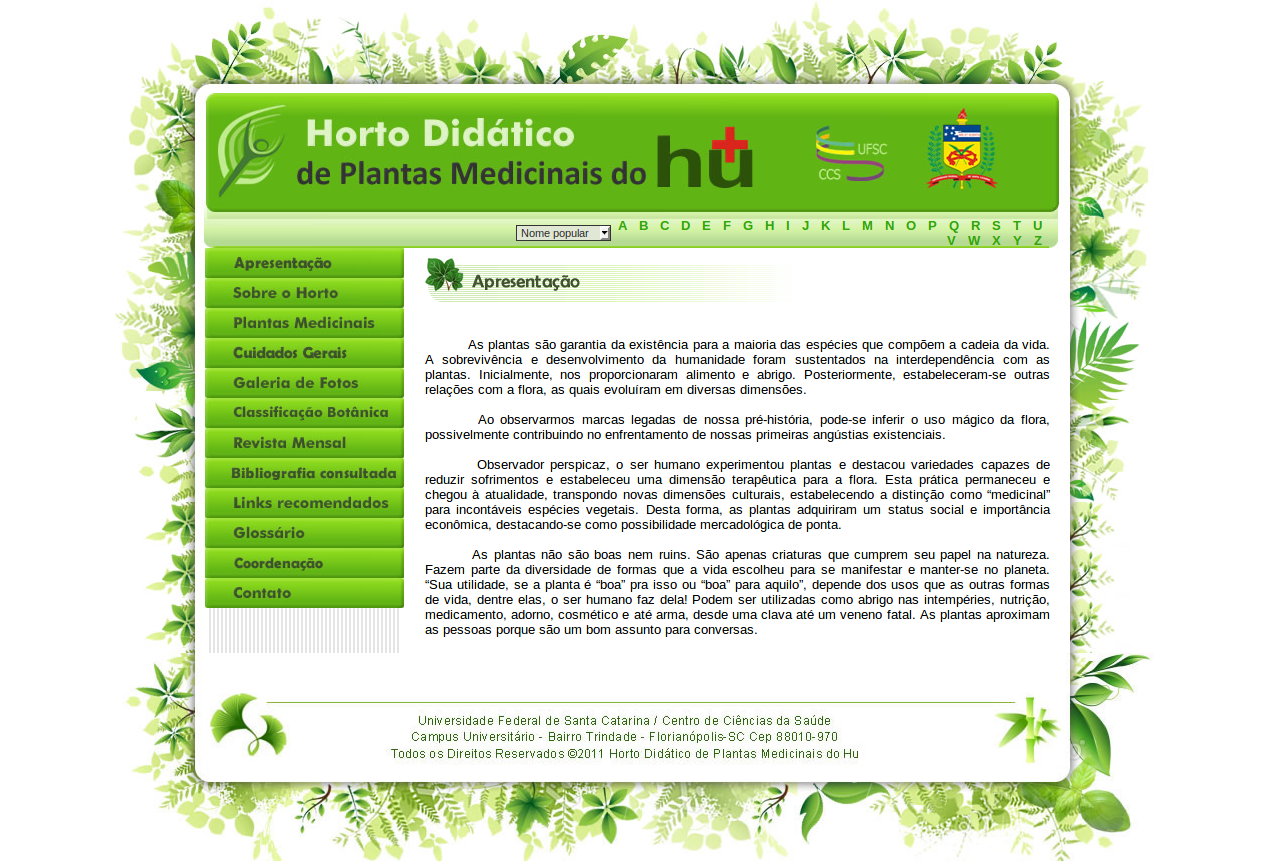 Horto Didático
de Plantas Medicinais do hu
UFSC
CCS
Nome popular
A B C D E F G H I J K L M N O P Q R S T U
V W X Y Z
Apresentação
Sobre o Horto
Plantas Medicinais
Cuidados Gerais
Galeria de Fotos
Classificação Botânica
Revista Mensal
Bibliografia consultada
Links recomendados
Glossário
Coordenação
Contato
Apresentação
As plantas são garantia da existência para a maioria das espécies que compõem a cadeia da vida.
A sobrevivência e desenvolvimento da humanidade foram sustentados na interdependência com as
plantas. Inicialmente, nos proporcionaram alimento e abrigo. Posteriormente, estabeleceram-se outras
relações com a flora, as quais evoluíram em diversas dimensões.
Ao observarmos marcas legadas de nossa pré-história, pode-se inferir o uso mágico da flora,
possivelmente contribuindo no enfrentamento de nossas primeiras angústias existenciais.
Observador perspicaz, o ser humano experimentou plantas e destacou variedades capazes de
reduzir sofrimentos e estabeleceu uma dimensão terapêutica para a flora. Esta prática permaneceu e
chegou à atualidade, transpondo novas dimensões culturais, estabelecendo a distinção como “medicinal”
para incontáveis espécies vegetais. Desta forma, as plantas adquiriram um status social e importância
econômica, destacando-se como possibilidade mercadológica de ponta.
As plantas não são boas nem ruins. São apenas criaturas que cumprem seu papel na natureza.
Fazem parte da diversidade de formas que a vida escolheu para se manifestar e manter-se no planeta.
“Sua utilidade, se a planta é “boa” pra isso ou “boa” para aquilo”, depende dos usos que as outras formas
de vida, dentre elas, o ser humano faz dela! Podem ser utilizadas como abrigo nas intempéries, nutrição,
medicamento, adorno, cosmético e até arma, desde uma clava até um veneno fatal. As plantas aproximam
as pessoas porque são um bom assunto para conversas.
Universidade Federal de Santa Catarina / Centro de Ciências da Saúde
Campus Universitário - Bairro Trindade - Florianópolis-SC Cep 88010-970
Todos os Direitos Reservados ©2011 Horto Didático de Plantas Medicinais do Hu